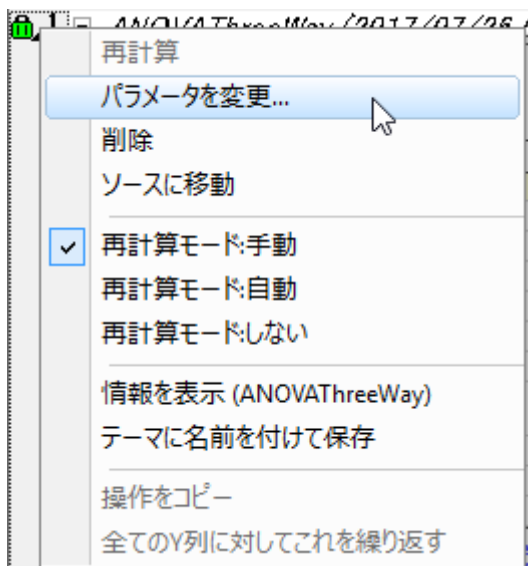 ANOVAThreeWay (2017/07/26
再計算
パラメータを変更...
削除
ソースに移動
再計算モード:手動
再計算モード:自動
再計算モード:しない
情報を表示 (ANOVAThreeWay)
テーマに名前を付けて保存
操作をコピー
全てのY列に対してこれを繰り返す